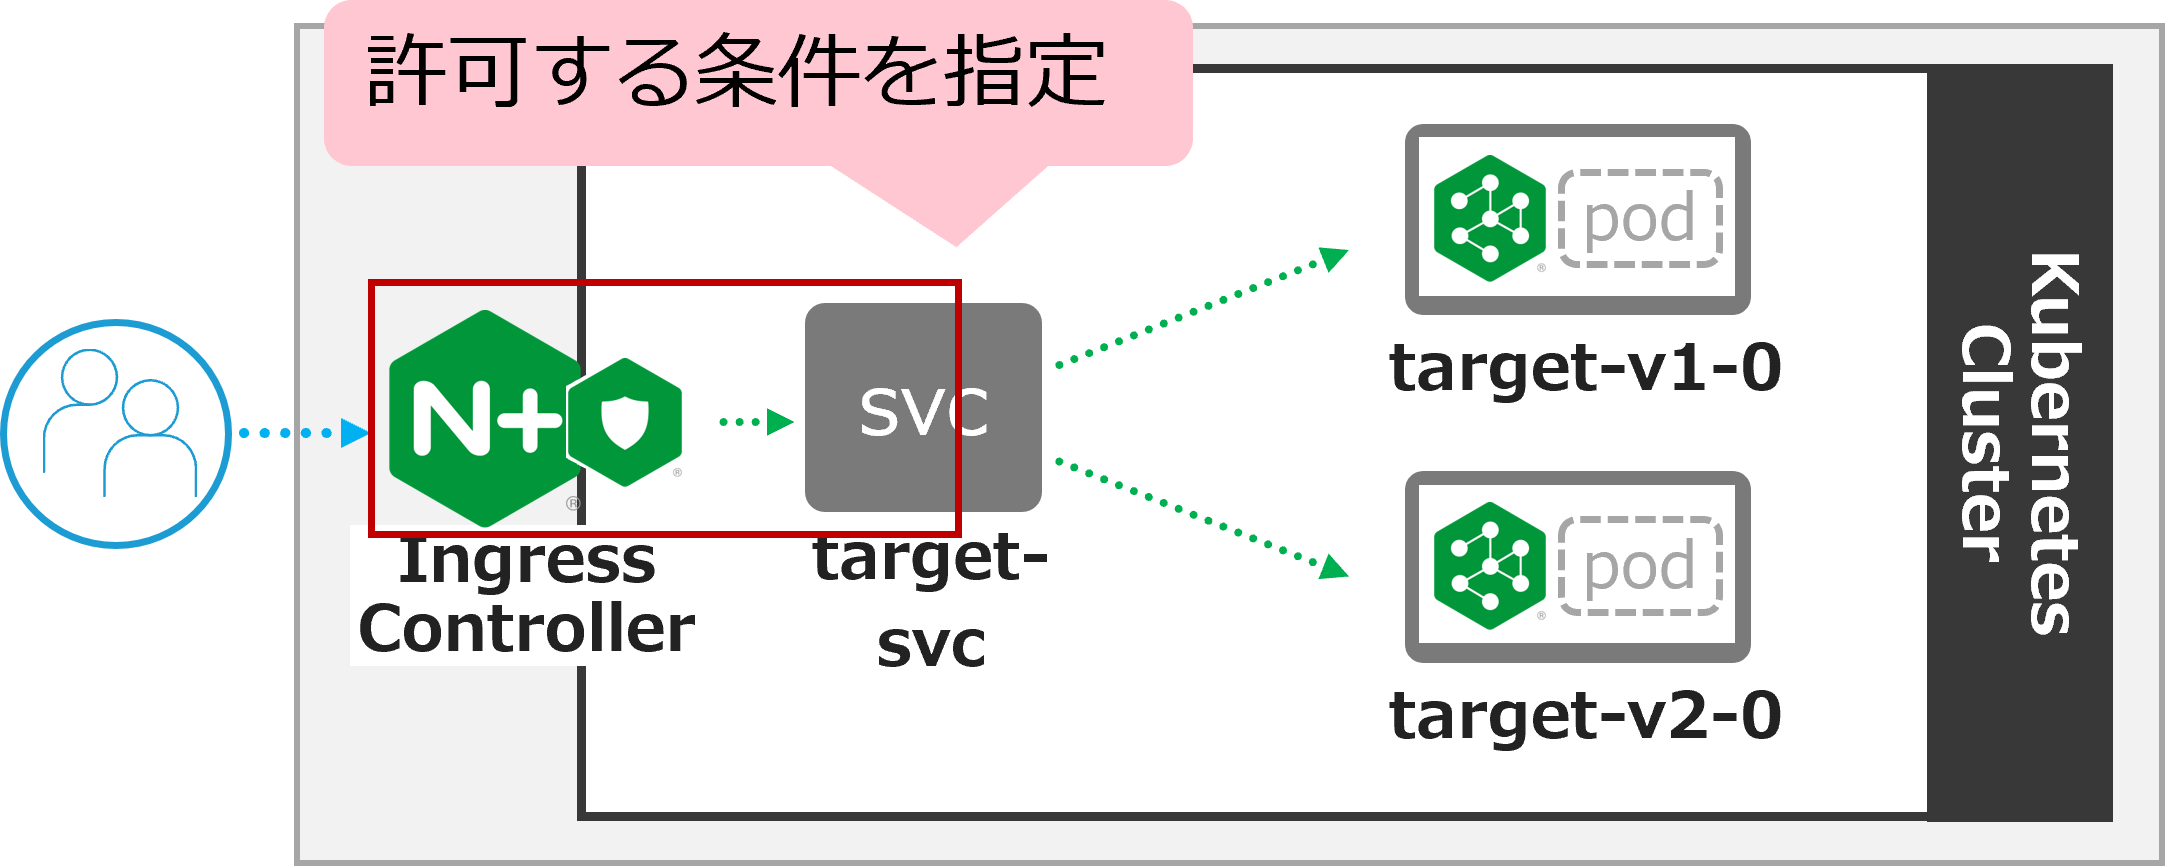 許可する条件を指定
N+
®
®
Ingress
Controller
svc
target-
svc
pod
®
target-v1-0
pod
®
target-v2-0
Kubernetes
Cluster